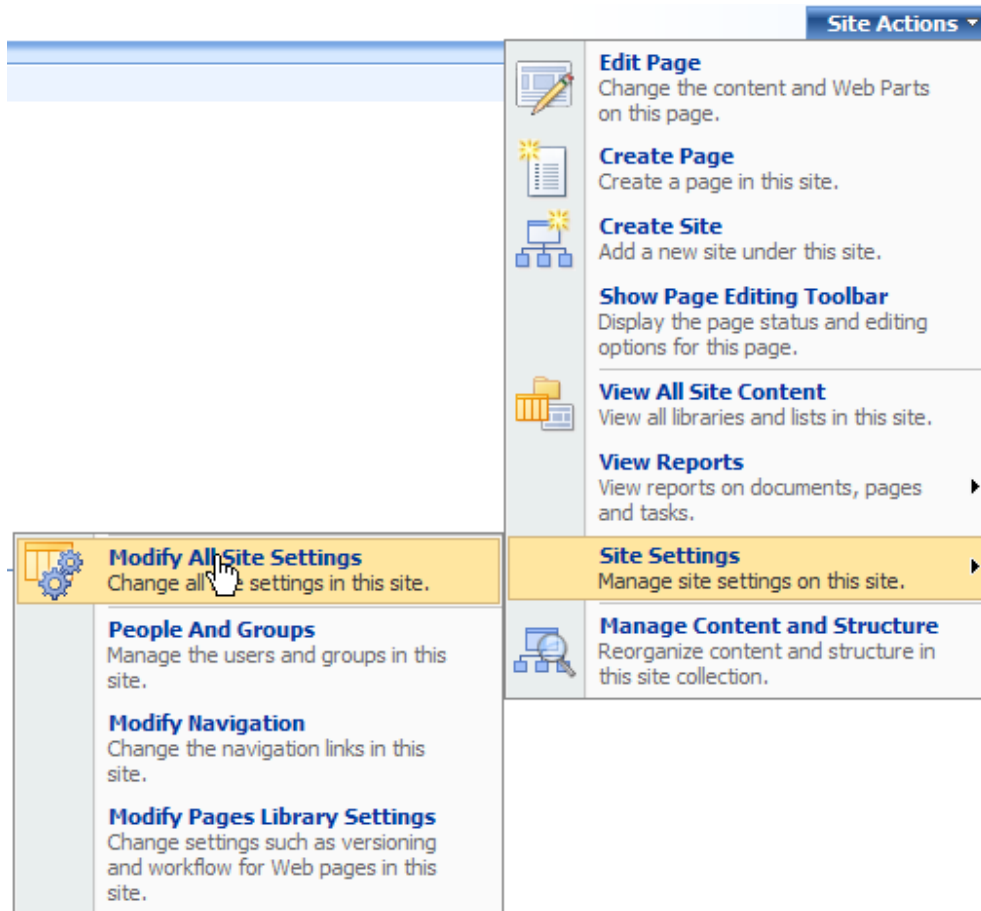 Site Actions
Edit Page
Change the content and Web Parts
on this page.
Create Page
Create a page in this site.
Create Site
Add a new site under this site.
Show Page Editing Toolbar
Display the page status and editing
options for this page.
View All Site Content
View all libraries and lists in this site.
View Reports
View reports on documents, pages
and tasks.
Site Settings
Manage site settings on this site.
Manage Content and Structure
Reorganize content and structure in
this site collection.
Modify All Site Settings
Change all settings in this site.
People And Groups
Manage the users and groups in this
site.
Modify Navigation
Change the navigation links in this
site.
Modify Pages Library Settings
Change settings such as versioning
and workflow for Web pages in this
site.